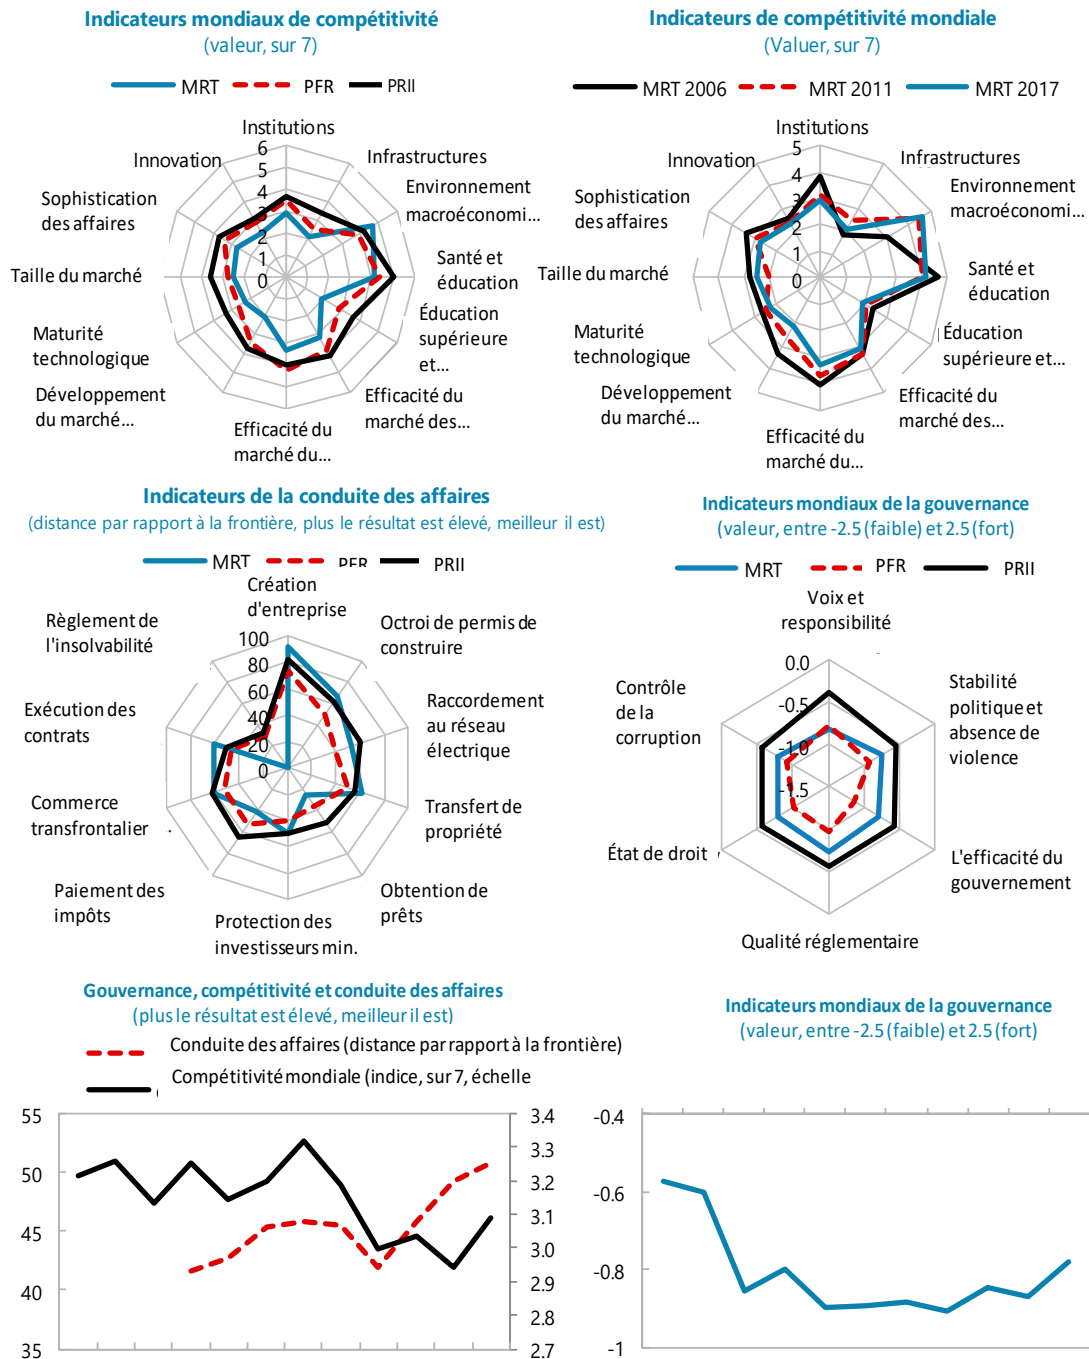 Indicateurs mondiaux de compétitivité
(valeur, sur 7)
MRT PFR PRII
Institutions
Infrastructures
Environnement
macroéconomi...
Santé et
éducation
Éducation
supérieure
et...
Efficacité du
marché des...
Efficacité du
marché du...
Développement
du marché...
Maturité
technologique
Taille du marché
Sophistication
des affaires
Innovation
6
5
4
3
2
1
0
Indicateurs de compétitivité mondiale
(Valuer, sur 7)
MRT 2006 MRT 2011 MRT 2017
Institutions
Infrastructures
Environnement
macroéconomi...
Santé et
éducation
Éducation
supérieure et...
Efficacité du
marché des...
Efficacité du
marché du...
Développement
du marché...
Maturité
technologique
Taille du marché
Sophistication
des affaires
Innovation
5
4
3
2
1
0
Indicateurs de la conduite des affaires
(distance par rapport à la frontière, plus le résultat est élevé, meilleur il est)
MRT PFR PRII
Création
d'entreprise
Octroi de permis de
construire
Raccordement
au réseau
électrique
Transfert de
propriété
Obtention de
prêts
Protection des
investisseurs min.
Paiement des
impôts
Commerce
transfrontalier
Exécution des
contrats
Règlement de
l'insolvabilité
100
80
60
40
20
0
Indicateurs mondiaux de la gouvernance
(valeur, entre -2.5 (faible) et 2.5 (fort)
MRT PFR PRII
Voix et
responsibilité
Stabilité
politique et
absence de
violence
L'efficacité du
gouvernement
Qualité réglementaire
État de droit
Contrôle
de la
corruption
0.0
-0.5
-1.0
-1.5
Gouvernance, compétitivité et conduite des affaires
(plus le résultat est élevé, meilleur il est)
Conduite des affaires (distance par rapport à la frontière)
Compétitivité mondiale (indice, sur 7, échelle
55
50
45
40
35
3.4
3.3
3.2
3.1
3.0
2.9
2.8
2.7
Indicateurs mondiaux de la gouvernance
(valeur, entre -2.5 (faible) et 2.5 (fort)
-0.4
-0.6
-0.8
-1